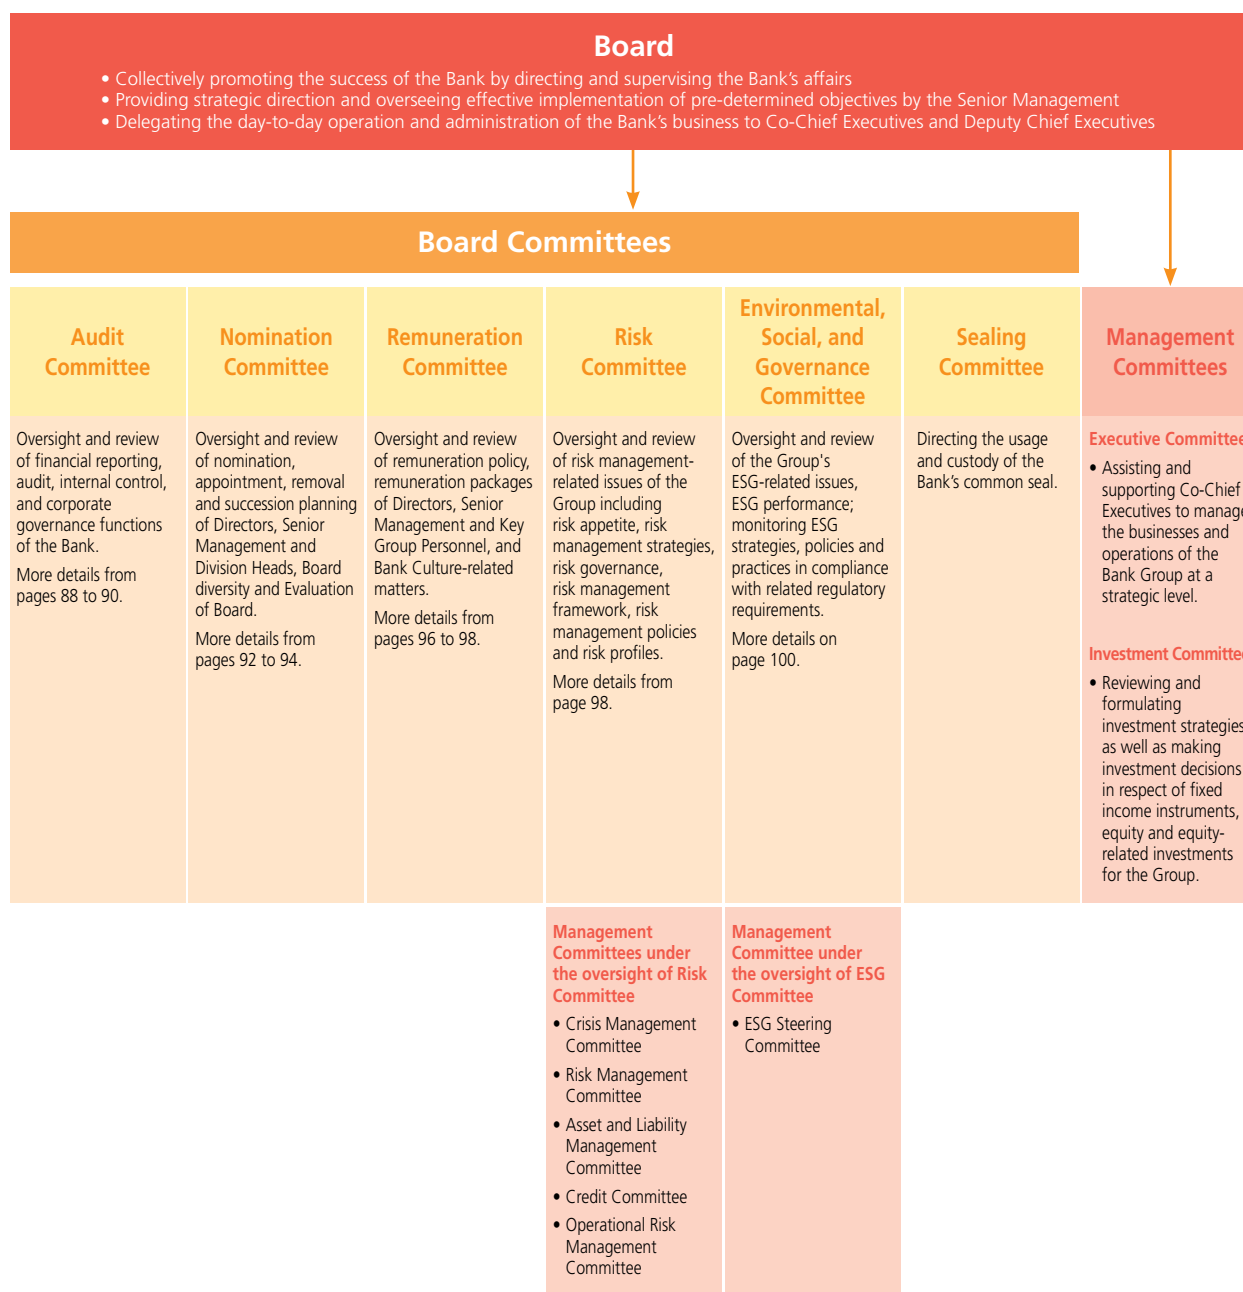 Board
• Collectively promoting the success of the Bank by directing and supervising the Bank's affairs
• Providing strategic direction and overseeing effective implementation of pre-determined objectives by the Senior Management
• Delegating the day-to-day operation and administration of the Bank's business to Co-Chief Executives and Deputy Chief Executives
Board Committees
Audit
Committee
Oversight and review
of financial reporting,
audit, internal control,
and corporate
governance functions
of the Bank.
More details from
pages 88 to 90.
Nomination
Committee
Oversight and review
of nomination,
appointment, removal
and succession planning
of Directors, Senior
Management and
Division Heads, Board
diversity and Evaluation
of Board.
More details from
pages 92 to 94.
Remuneration
Committee
Oversight and review
of remuneration policy,
remuneration packages
of Directors, Senior
Management and Key
Group Personnel, and
Bank Culture-related
matters.
More details from
pages 96 to 98.
Risk
Committee
Oversight and review
of risk management-
related issues of the
Group including
risk appetite, risk
management strategies,
risk governance,
risk management
framework, risk
management policies
and risk profiles.
More details from
page 98.
Management
Committees under
the oversight of Risk
Committee
• Crisis Management
Committee
• Risk Management
Committee
• Asset and Liability
Management
Committee
• Credit Committee
• Operational Risk
Management
Committee
Environmental,
Social, and
Governance
Committee
Oversight and review
of the Group's
ESG-related issues,
ESG performance;
monitoring ESG
strategies, policies and
practices in compliance
with related regulatory
requirements.
More details on
page 100.
Management
Committee under
the oversight of ESG
Committee
• ESG Steering
Committee
Sealing
Committee
Directing the usage
and custody of the
Bank's common seal.
Management
Committees
Executive Committee
• Assisting and
supporting Co-Chief
Executives to manage
the businesses and
operations of the
Bank Group at a
strategic level.
Investment Committee
• Reviewing and
formulating
investment strategies
as well as making
investment decisions
in respect of fixed
income instruments,
equity and equity-
related investments
for the Group.